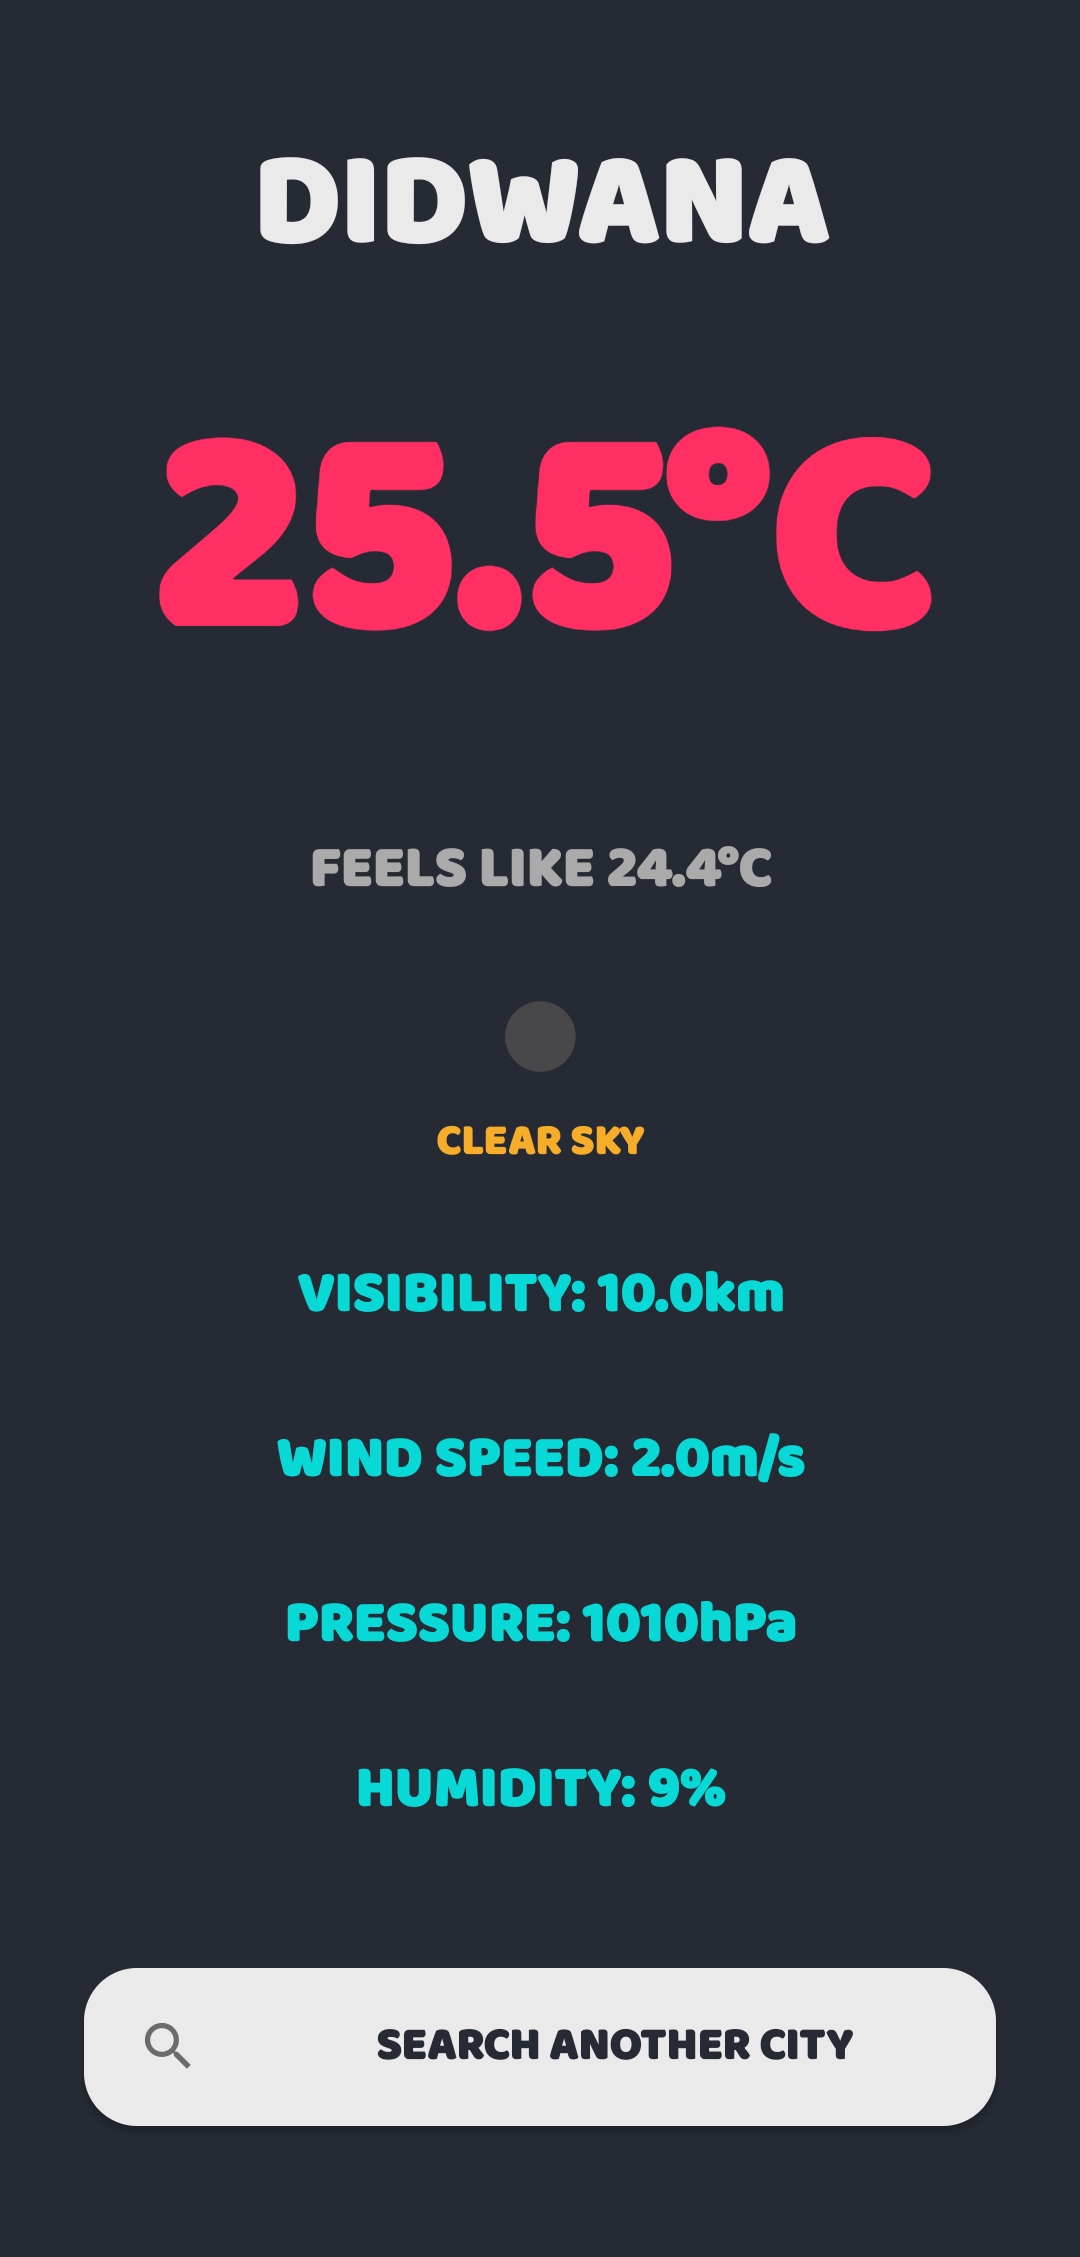 DIDWANA
25.5°C
FEELS LIKE 24.4°C
CLEAR SKY
VISIBILITY: 10.0km
WIND SPEED: 2.0m/s
PRESSURE: 1010hPa
HUMIDITY: 9%
SEARCH ANOTHER CITY